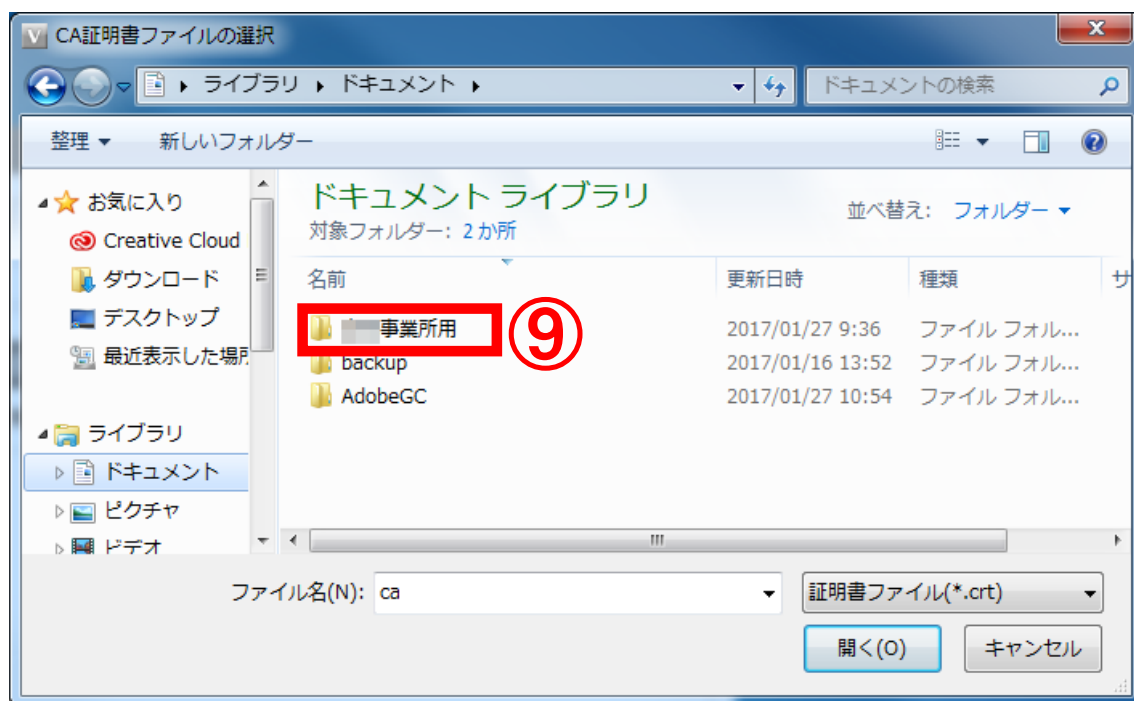 CA証明書ファイルの選択
ライブラリ ドキュメント
ドキュメントの検索
整理 新しいフォルダー
お気に入り
Creative Cloud
ダウンロード
デスクトップ
最近表示した場所
ライブラリ
ドキュメント
ピクチャ
ビデオ
ドキュメント ライブラリ
対象フォルダー: 2 か所
並べ替え: フォルダー
名前 更新日時 種類 サ
事業所用 2017/01/27 9:36 ファイル フォル...
⑨
backup 2017/01/16 13:52 ファイル フォル...
AdobeGC 2017/01/27 10:54 ファイル フォル...
ファイル名(N): ca
証明書ファイル(*.crt)
開く(O) キャンセル